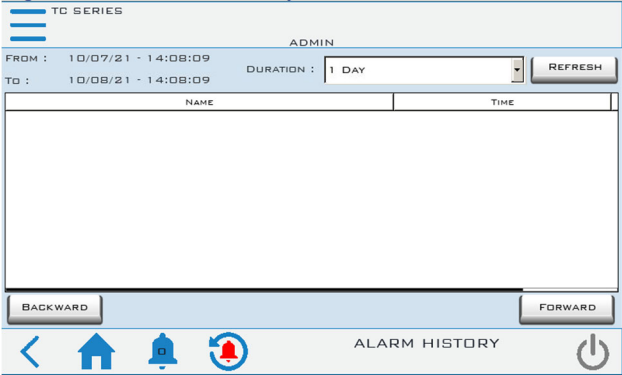 TC SERIES
ADMIN
FROM : 10/07/21 - 14:08:09
TO : 10/08/21 - 14:08:09
DURATION : 1 DAY
REFRESH
NAME TIME
BACKWARD FORWARD
0
ALARM HISTORY